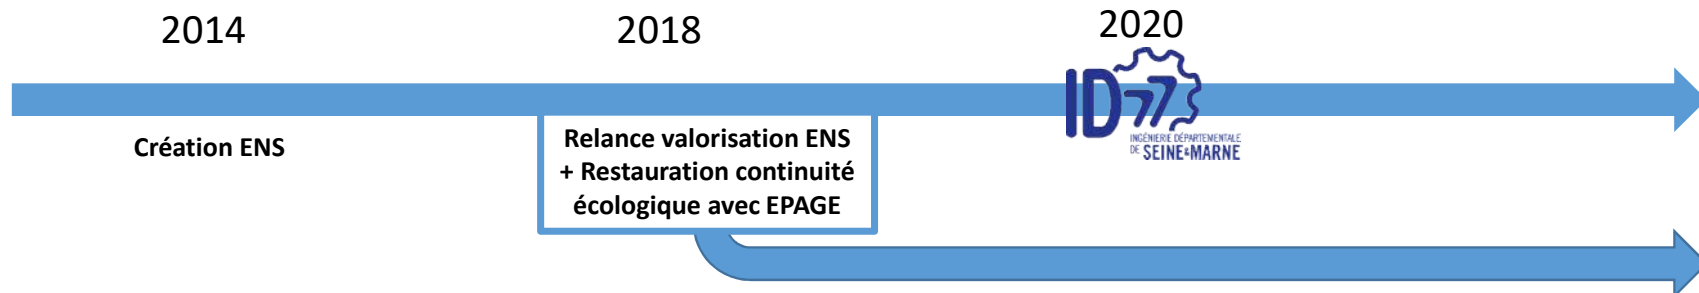 2014
2018
2020
ID77
INGÉNIERIE DÉPARTEMENTALE
DE SEINE&MARNE
Création ENS
Relance valorisation ENS
+ Restauration continuité
écologique avec EPAGE